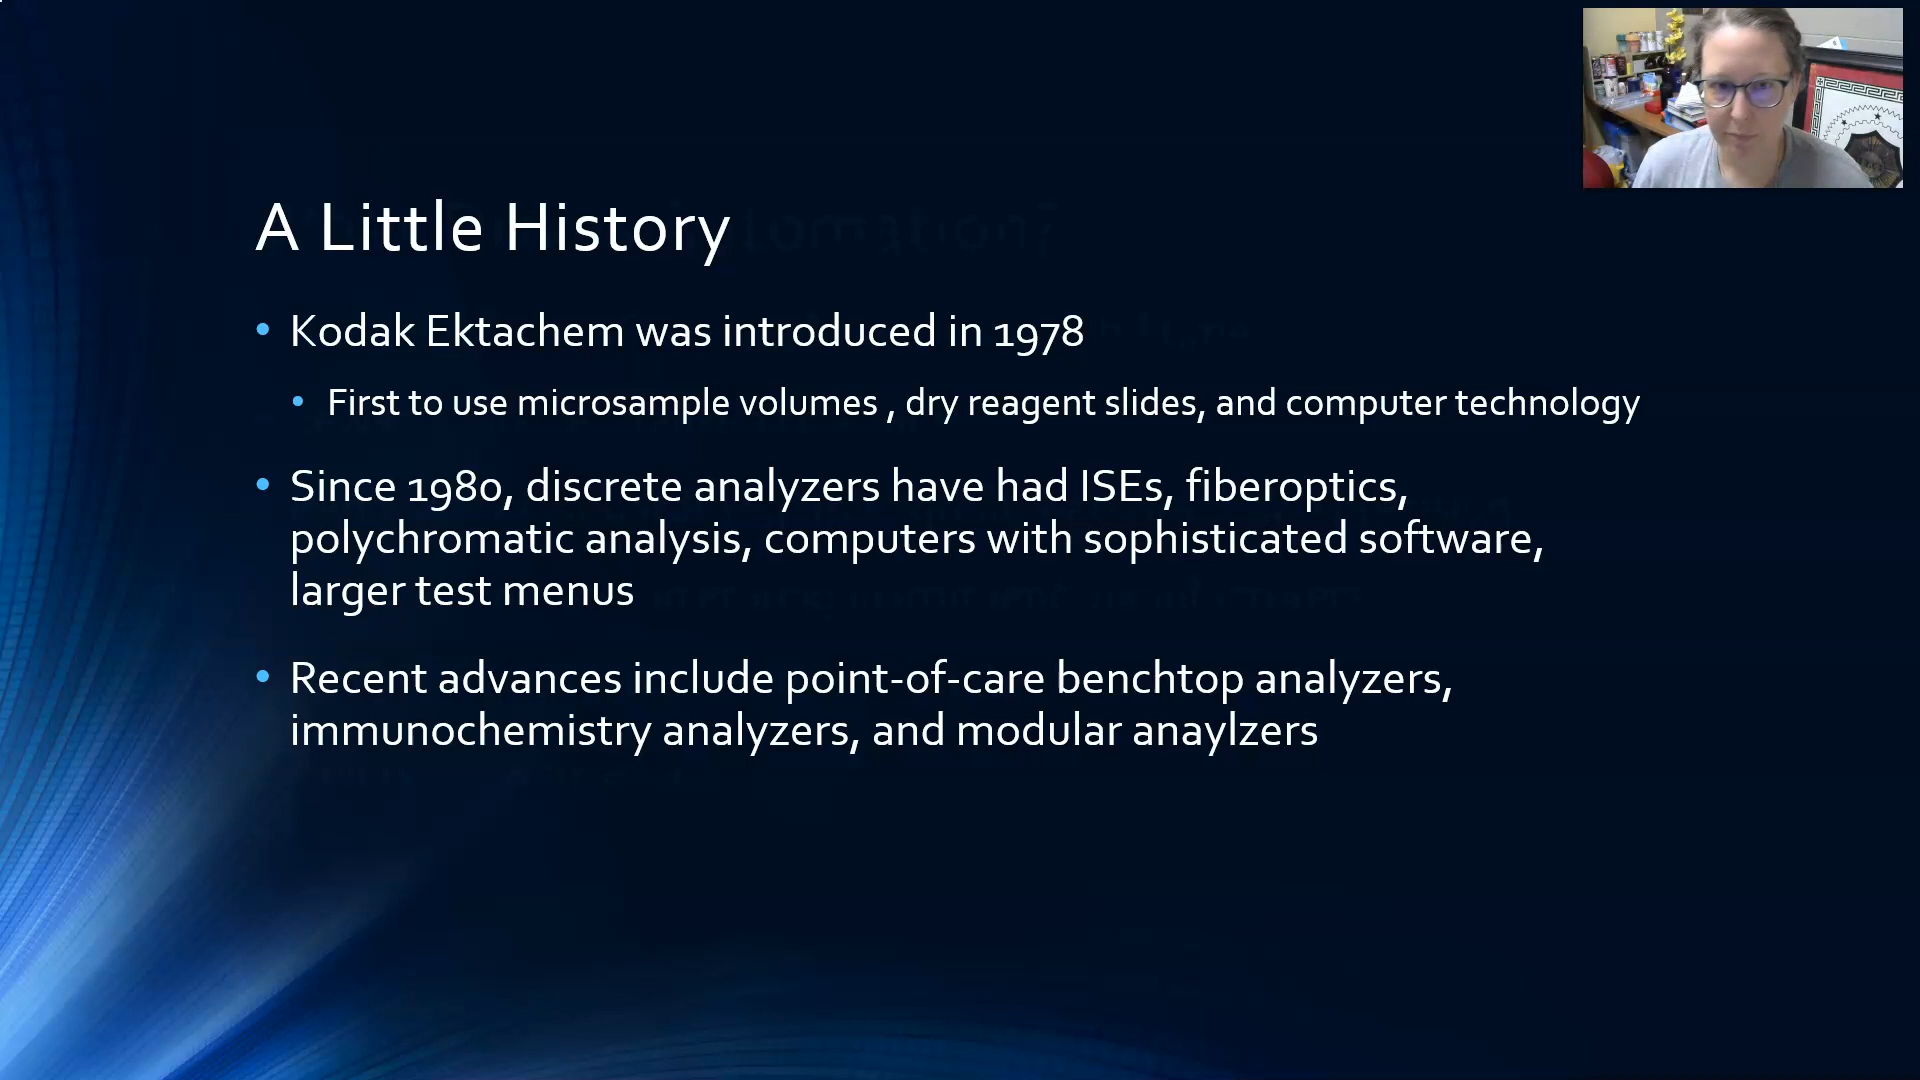 A Little History
Kodak Ektachem was introduced in 1978
First to use microsample volumes , dry reagent slides, and computer technology
Since 1980, discrete analyzers have had ISEs, fiberoptics,
polychromatic analysis, computers with sophisticated software,
larger test menus
Recent advances include point-of-care benchtop analyzers,
immunochemistry analyzers, and modular anaylzers